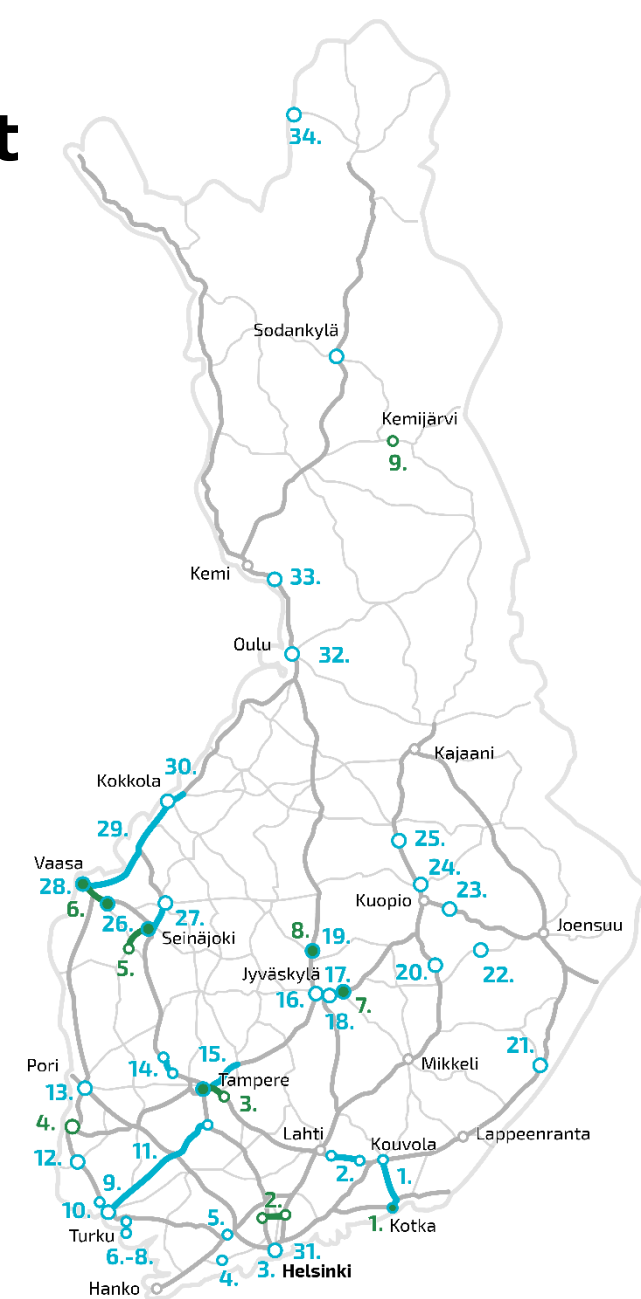 t
34.
Sodankylä
Kemijärvi
9.
Kemi
33.
Oulu
32.
Kajaani
30.
Kokkola
29.
25.
Vaasa
28.
24.
Kuopio
23.
6.
26.
27.
Seinäjoki
Joensuu
5.
8.
19.
22.
20.
Jyväskylä
17.
16.
7.
18.
21.
15.
14.
Mikkeli
Pori
13.
Tampere
3.
4.
Lahti
Kouvola
Lappeenranta
11.
12.
2.
1.
9.
10.
2.
1.
Kotka
Turku
5.
6.-8.
31.
3.
Helsinki
4.
Hanko